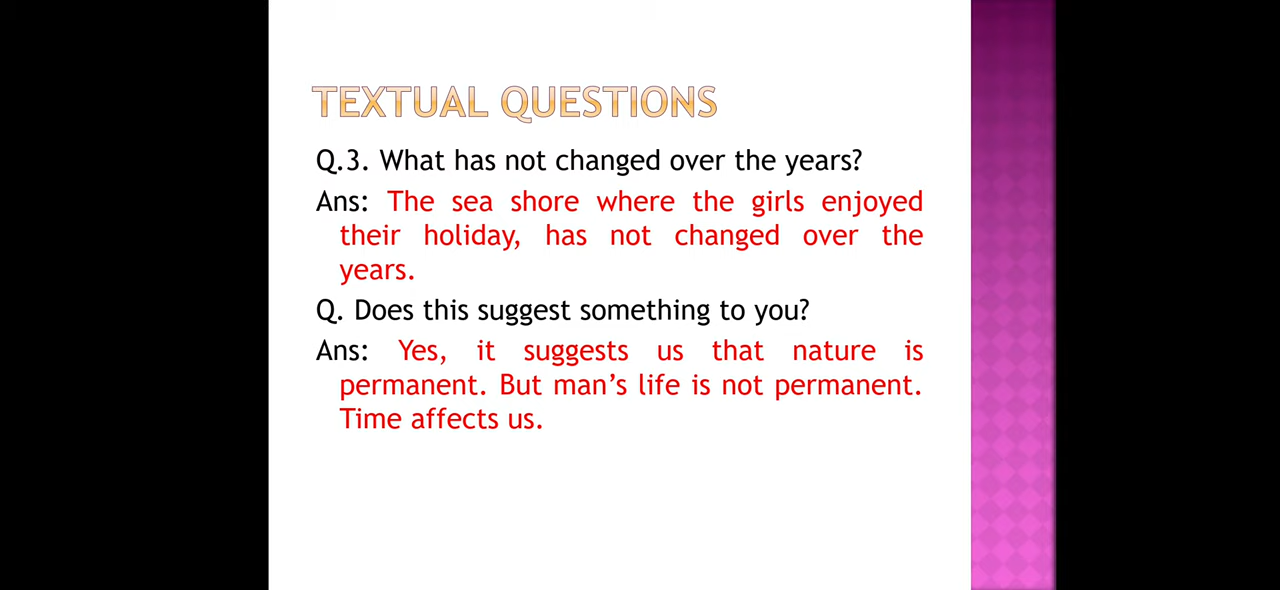 TEXTUAL QUESTIONS
Q.3. What has not changed over the years?
Ans: The sea shore where the girls enjoyed
their holiday, has not changed over the
years.
Q. Does this suggest something to you?
Ans: Yes, it suggests us that nature is
permanent. But man’s life is not permanent.
Time affects us.